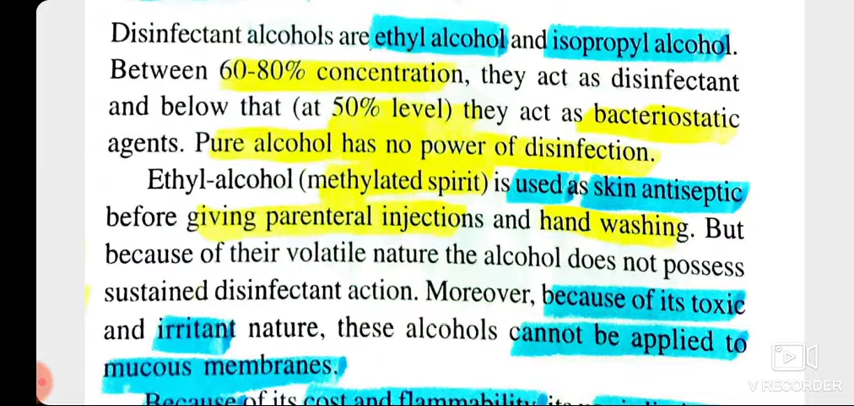 Disinfectant alcohols are ethyl alcohol and isopropyl alcohol.
Between 60-80% concentration, they act as disinfectant
and below that (at 50% level) they act as bacteriostatic
agents. Pure alcohol has no power of disinfection.
Ethyl-alcohol (methylated spirit) is used as skin antiseptic
before giving parenteral injections and hand washing. But
because of their volatile nature the alcohol does not possess
sustained disinfectant action. Moreover, because of its toxic
and irritant nature, these alcohols cannot be applied to
mucous membranes.
Because of its cost and flammability, its
V RECORDER